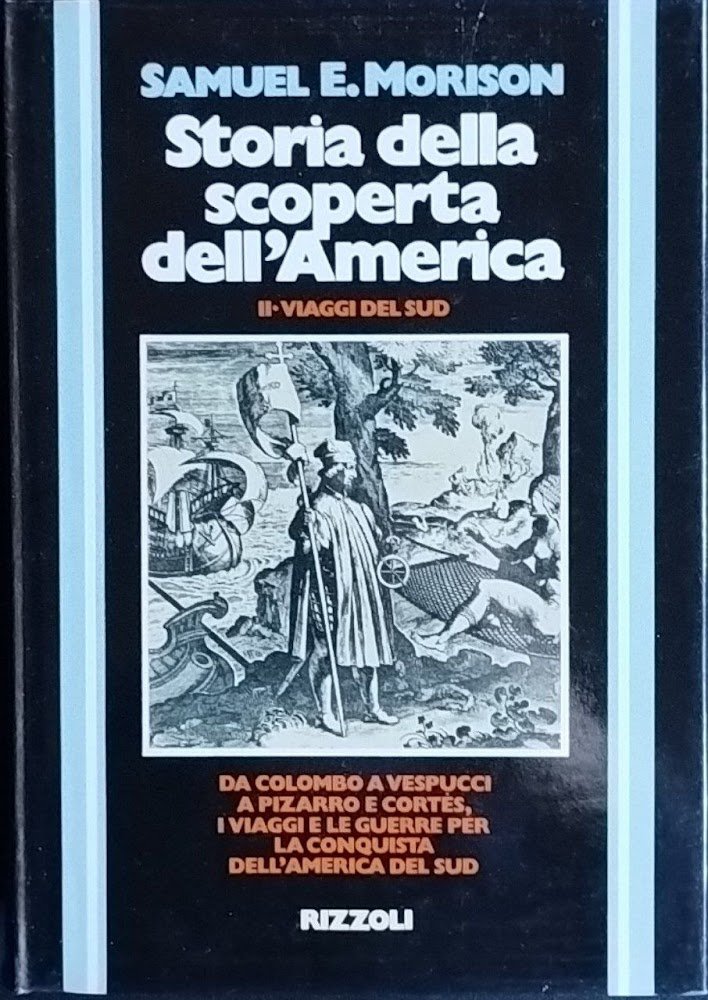 SAMUEL E. MORISON
Storia della
scoperta
dell'America
II • VIAGGI DEL SUD
DA COLOMBO A VESPUCCI
A PIZARRO E CORTÉS,
I VIAGGI E LE GUERRE PER
LA CONQUISTA
DELL'AMERICA DEL SUD
RIZZOLI